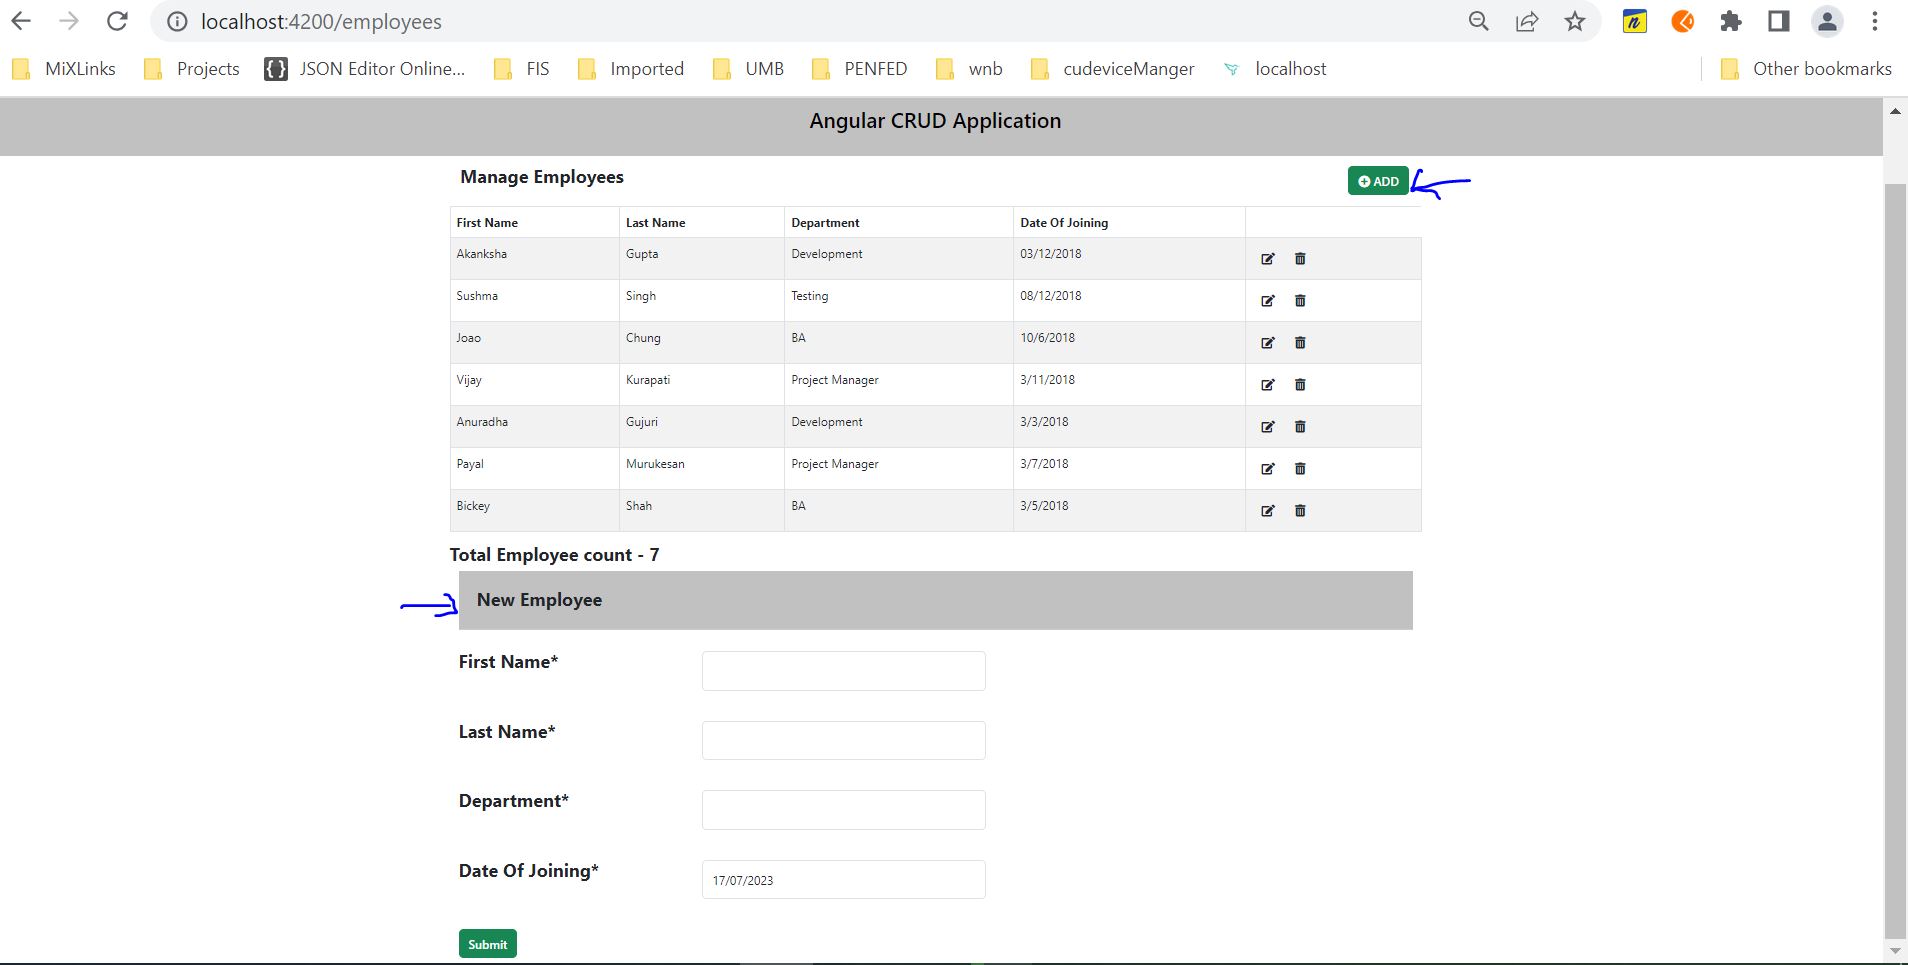 localhost:4200/employees
MiXLinks Projects JSON Editor Online... FIS Imported UMB PENFED wnb cudeviceManger localhost Other bookmarks
Angular CRUD Application
Manage Employees ADD
First Name Last Name Department Date Of Joining
Akanksha Gupta Development 03/12/2018
Sushma Singh Testing 08/12/2018
Joao Chung BA 10/6/2018
Vijay Kurapati Project Manager 3/11/2018
Anuradha Gujuri Development 3/3/2018
Payal Murukesan Project Manager 3/7/2018
Bickey Shah BA 3/5/2018
Total Employee count - 7
New Employee
First Name*
Last Name*
Department*
Date Of Joining* 17/07/2023
Submit